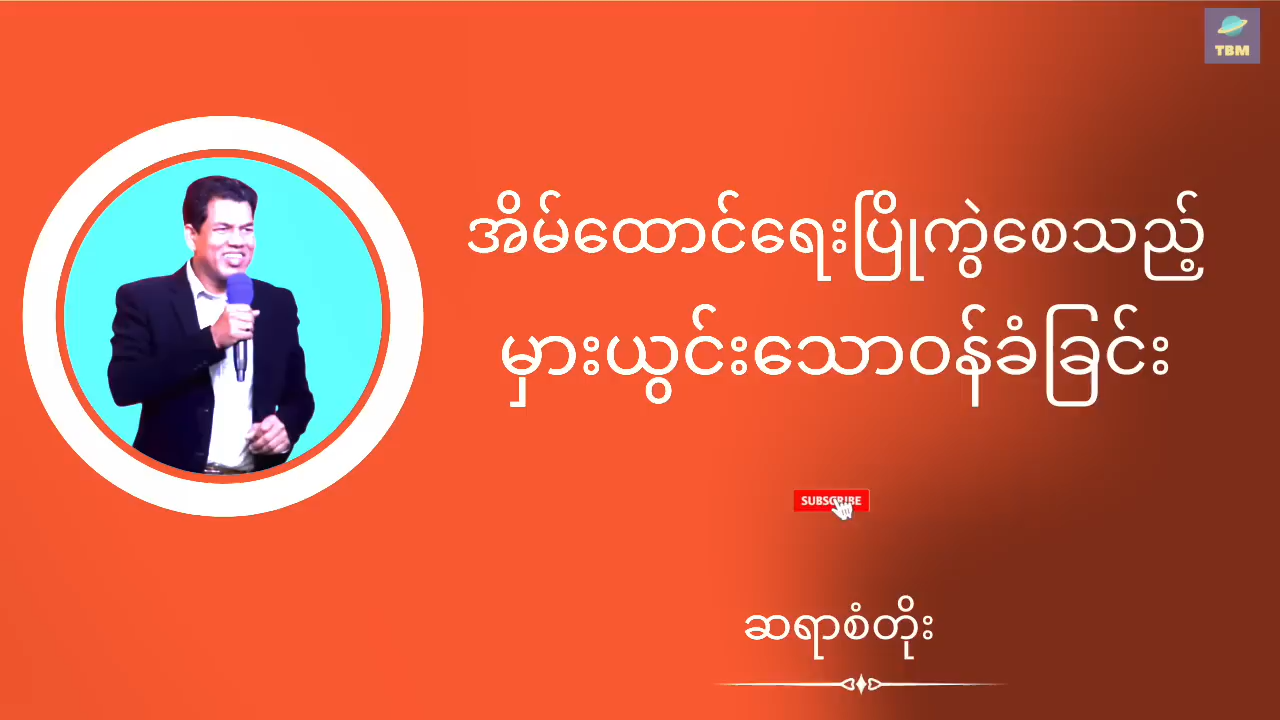 TBM
အိမ်ထောင်ရေးပြိုကွဲစေသည့်
မှားယွင်းသောဝန်ခံခြင်း
SUBSCRIBE
ဆရာစံတိုး